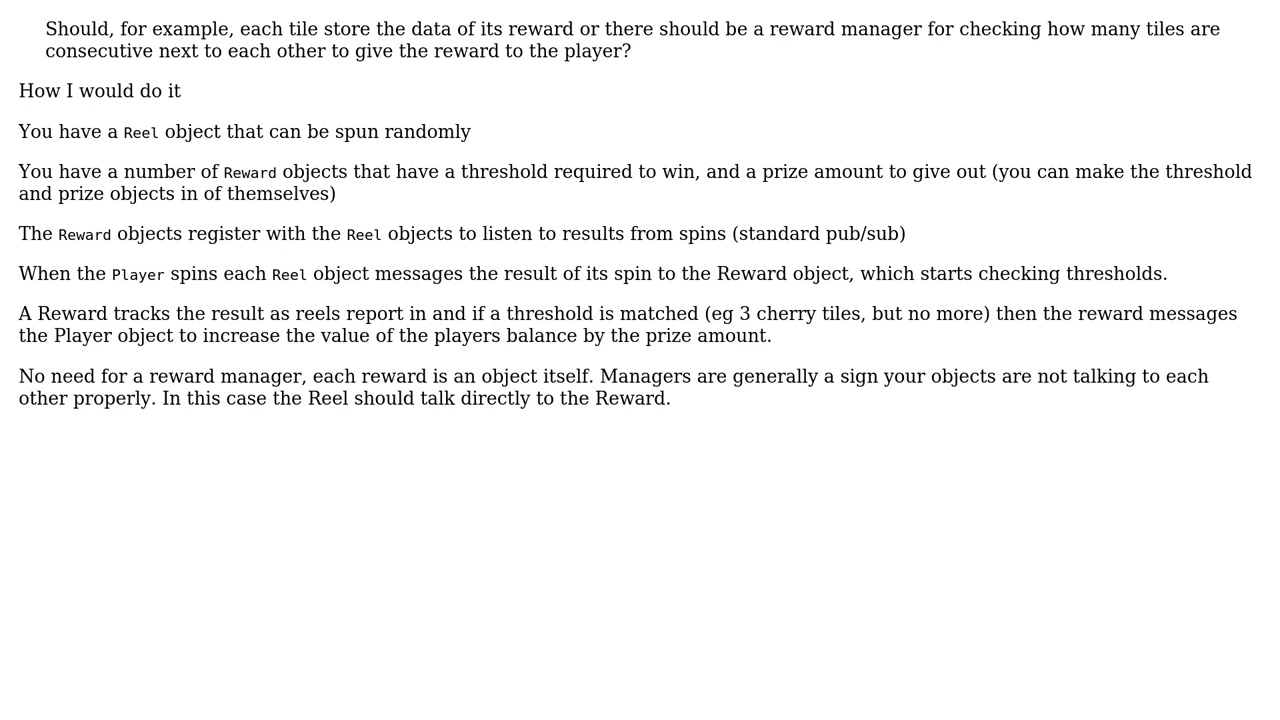 Should, for example, each tile store the data of its reward or there should be a reward manager for checking how many tiles are
consecutive next to each other to give the reward to the player?
How I would do it
You have a Reel object that can be spun randomly
You have a number of Reward objects that have a threshold required to win, and a prize amount to give out (you can make the threshold
and prize objects in of themselves)
The Reward objects register with the Reel objects to listen to results from spins (standard pub/sub)
When the Player spins each Reel object messages the result of its spin to the Reward object, which starts checking thresholds.
A Reward tracks the result as reels report in and if a threshold is matched (eg 3 cherry tiles, but no more) then the reward messages
the Player object to increase the value of the players balance by the prize amount.
No need for a reward manager, each reward is an object itself. Managers are generally a sign your objects are not talking to each
other properly. In this case the Reel should talk directly to the Reward.